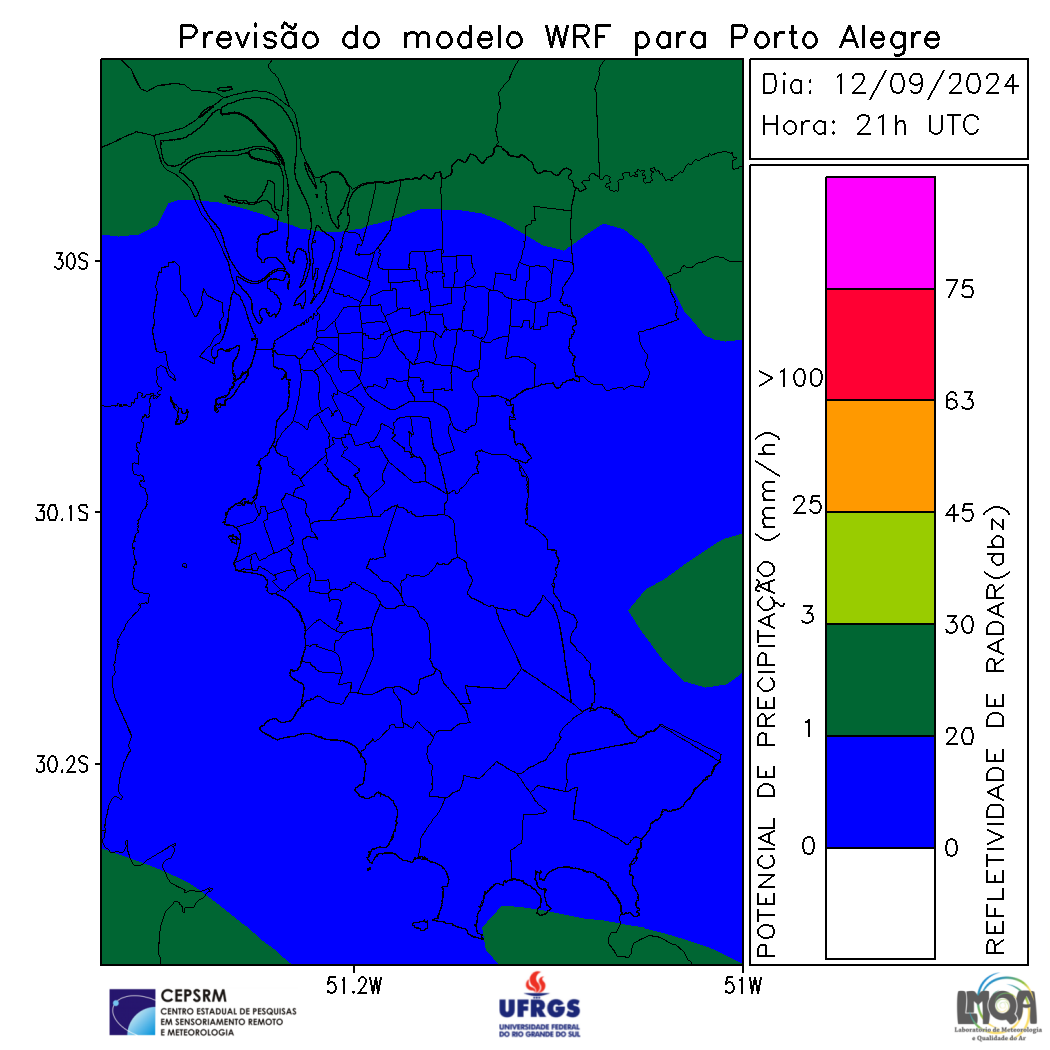 Previsão do modelo WRF para Porto Alegre
Dia: 12/09/2024
Hora: 21h UTC
30S
30.1S
30.2S
51.2W
51W
POTENCIAL DE PRECIPITAÇÃO (mm/h)
>100
25
3
1
0
75
63
45
30
20
0
REFLETIVIDADE DE RADAR(dbz)
CEPSRM
CENTRO ESTADUAL DE PESQUISAS
EM SENSORIAMENTO REMOTO
E METEOROLOGIA
UFRGS
UNIVERSIDADE FEDERAL
DO RIO GRANDE DO SUL
LMQA
Laboratório de Meteorologia
e Qualidade do Ar